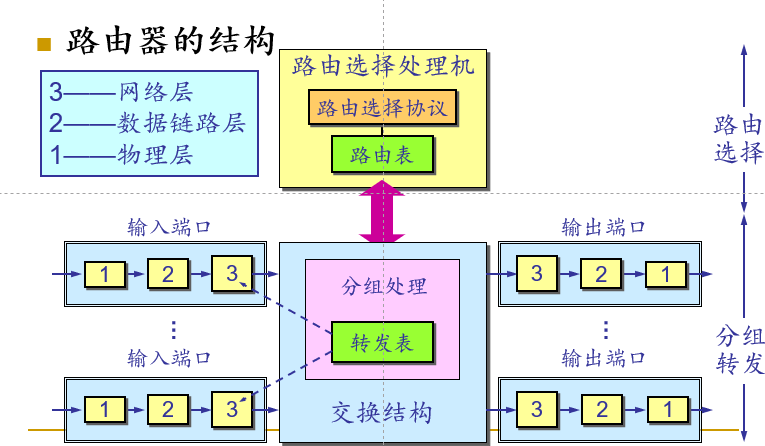 路由器的结构
3——网络层
2——数据链路层
1——物理层
路由选择处理机
路由选择协议
路由表
路由
选择
输入端口
输出端口
1 2 3
3 2 1
分组处理
转发表
交换结构
⋮
⋮
输入端口
输出端口
1 2 3
3 2 1
分组
转发